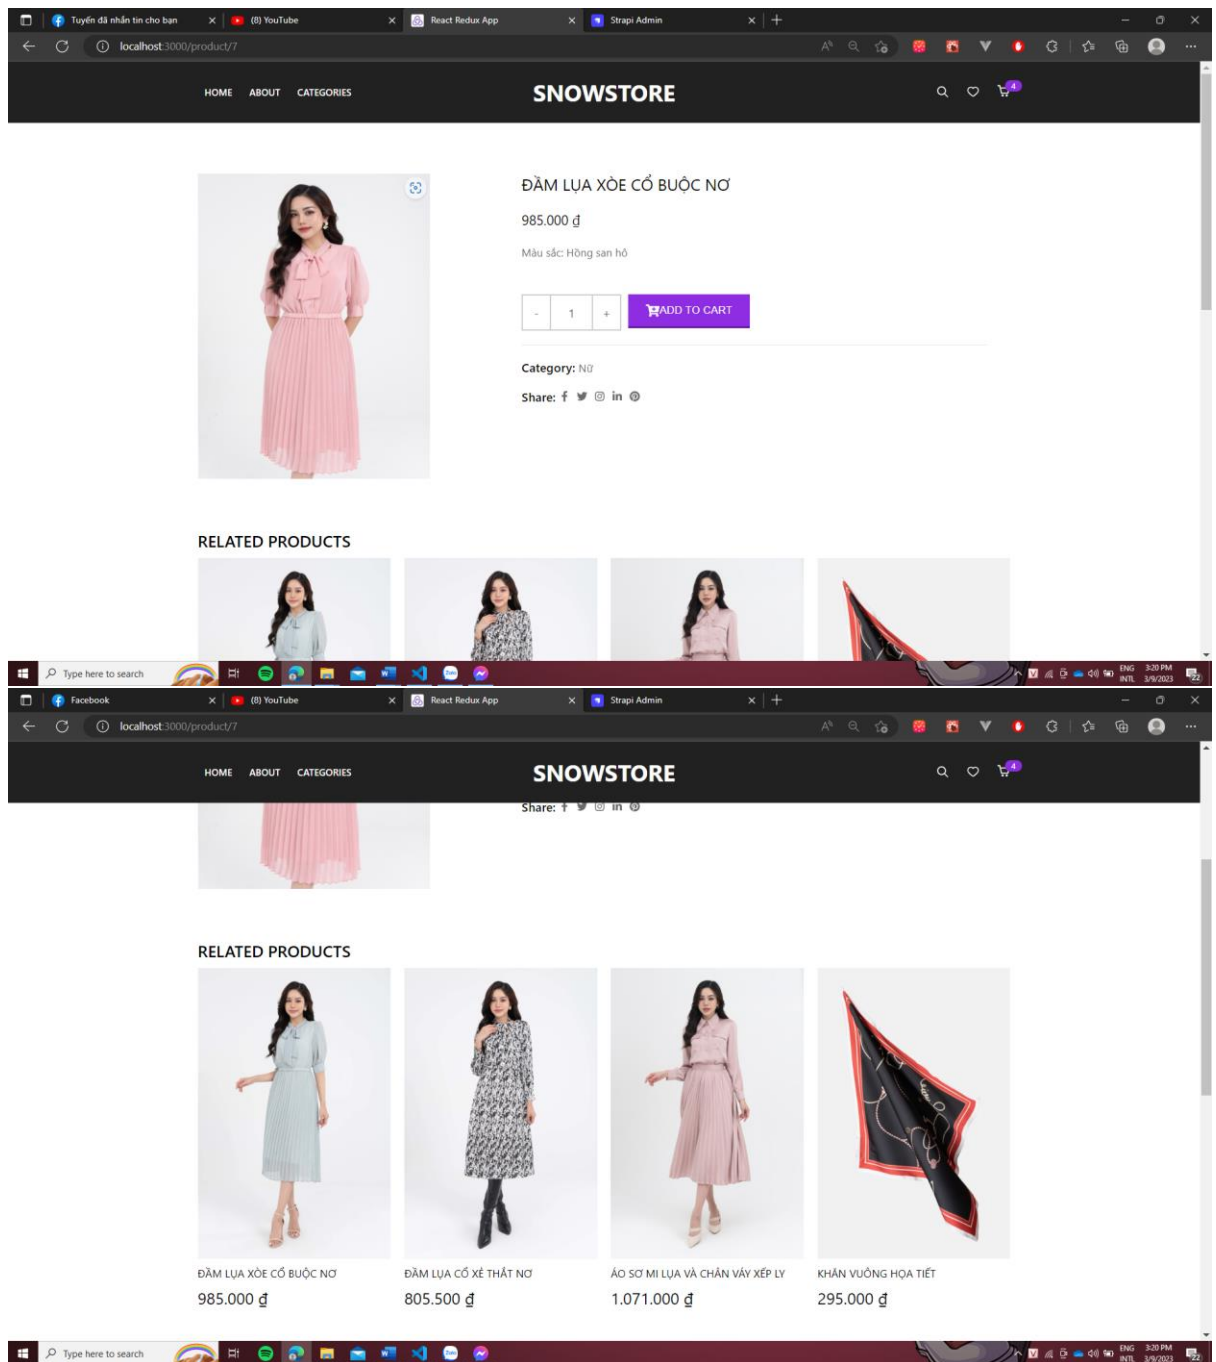 Tuyến đã nhắn tin cho bạn
(8) YouTube
React Redux App
Strapi Admin
localhost:3000/product/7
HOME ABOUT CATEGORIES
SNOWSTORE
4
ĐẦM LỤA XÒE CỔ BUỘC NƠ
985.000 ₫
Màu sắc: Hồng san hô
- 1 +
ADD TO CART
Category: Nữ
Share:
RELATED PRODUCTS
Type here to search
ENG
INTL
3:20 PM
3/9/2023
22
Facebook
(8) YouTube
React Redux App
Strapi Admin
localhost:3000/product/7
HOME ABOUT CATEGORIES
SNOWSTORE
4
Share:
RELATED PRODUCTS
ĐẦM LỤA XÒE CỔ BUỘC NƠ
985.000 ₫
ĐẦM LỤA CỔ XẺ THẮT NƠ
805.500 ₫
ÁO SƠ MI LỤA VÀ CHÂN VÁY XẾP LY
1.071.000 ₫
KHĂN VUÔNG HỌA TIẾT
295.000 ₫
Type here to search
ENG
INTL
3:20 PM
3/9/2023
22